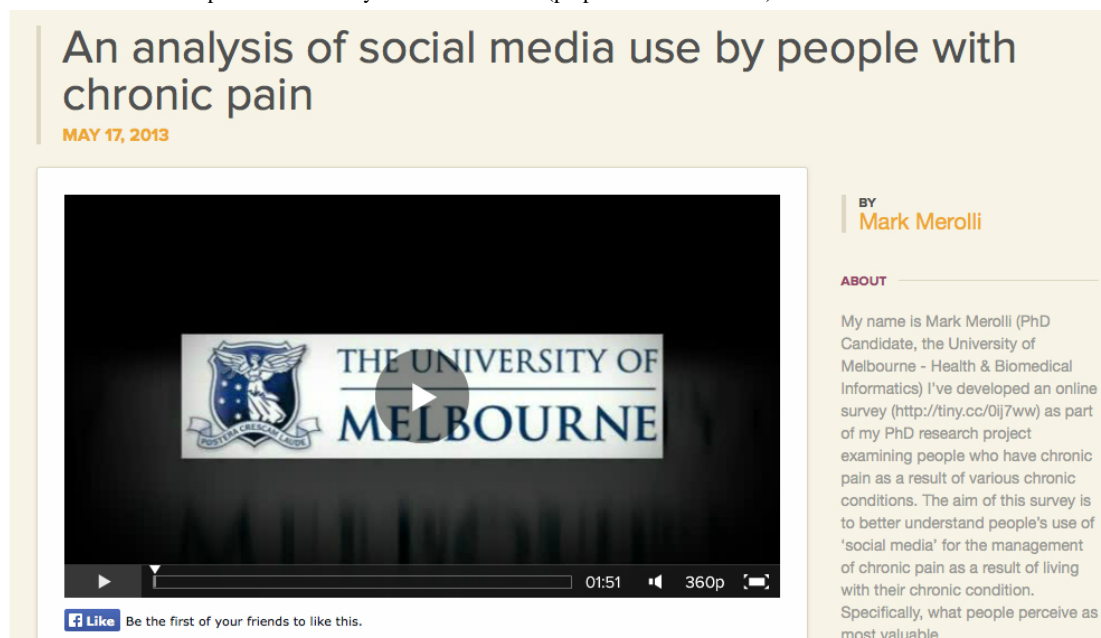 An analysis of social media use by people with
chronic pain
MAY 17, 2013
THE UNIVERSITY OF
MELBOURNE
POSTERA CRESCAM LAUDE
01:51
360p
Like Be the first of your friends to like this.
BY
Mark Merolli
ABOUT
My name is Mark Merolli (PhD
Candidate, the University of
Melbourne - Health & Biomedical
Informatics) I've developed an online
survey (http://tiny.cc/0ij7ww) as part
of my PhD research project
examining people who have chronic
pain as a result of various chronic
conditions. The aim of this survey is
to better understand people's use of
‘social media’ for the management
of chronic pain as a result of living
with their chronic condition.
Specifically, what people perceive as
most valuable